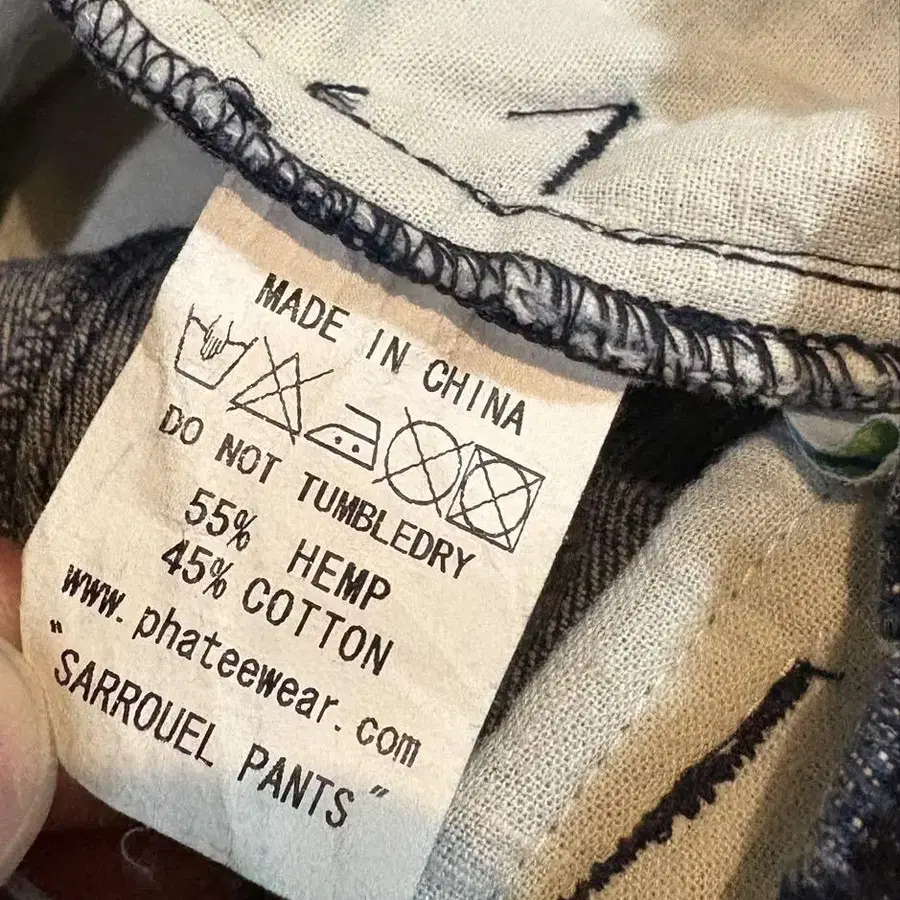 MADE IN CHINA
DO NOT TUMBLEDRY
55% HEMP
45% COTTON
www.phateewear.com
"SARROUEL PANTS"